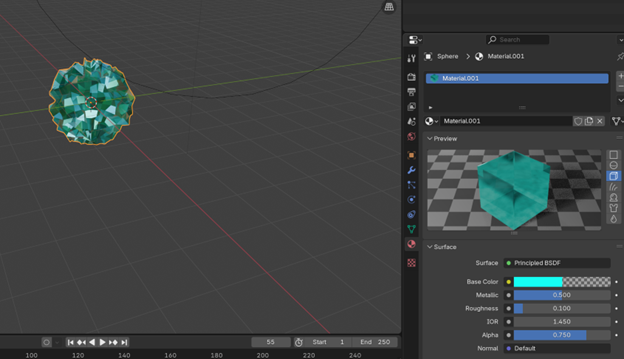 Search
Sphere > Material.001
Material.001
Material.001
Preview
Surface
Surface Principled BSDF
Base Color
Metallic 0.500
Roughness 0.100
IOR 1.450
Alpha 0.750
Normal Default
55 Start 1 End 250
100 120 140 160 180 200 220 240